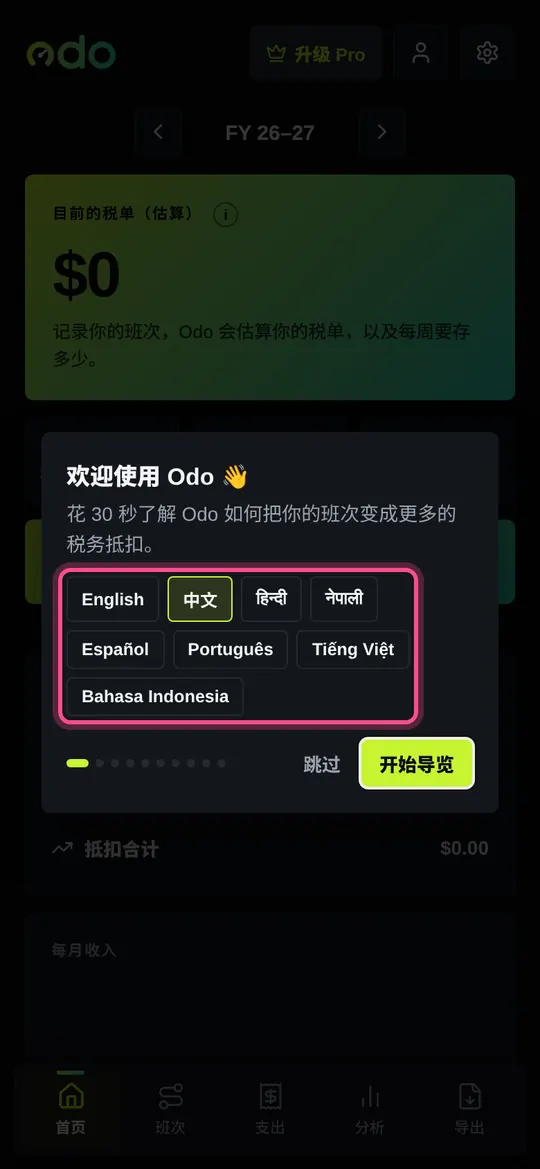 odo
升级 Pro
FY 26–27
目前的税单（估算） i
$0
记录你的班次，Odo 会估算你的税单，以及每周要存
多少。
欢迎使用 Odo 👋
花 30 秒了解 Odo 如何把你的班次变成更多的
税务抵扣。
English 中文 हिन्दी नेपाली
Español Português Tiếng Việt
Bahasa Indonesia
跳过 开始导览
抵扣合计 $0.00
每月收入
首页 班次 支出 分析 导出